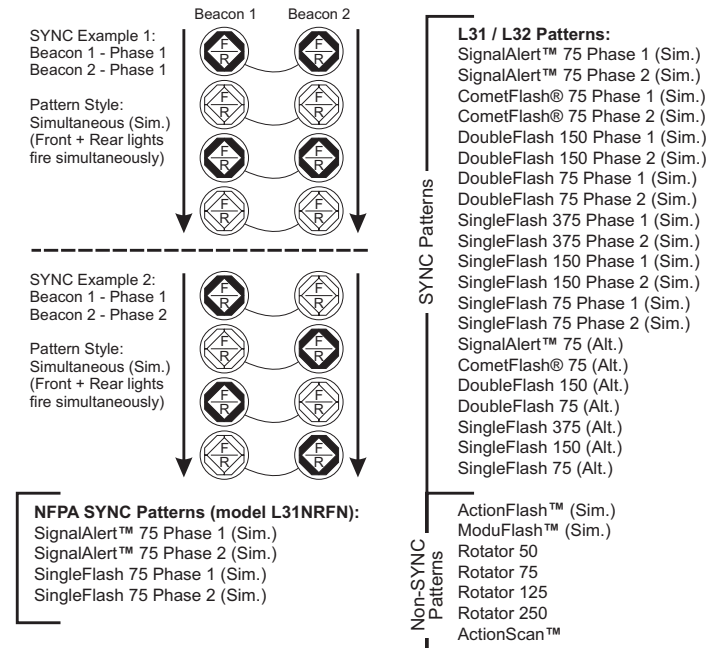 Beacon 1 Beacon 2
SYNC Example 1:
Beacon 1 - Phase 1
Beacon 2 - Phase 1
Pattern Style:
Simultaneous (Sim.)
(Front + Rear lights
fire simultaneously)
F F
R R
F F
R R
F F
R R
F F
R R
SYNC Example 2:
Beacon 1 - Phase 1
Beacon 2 - Phase 2
Pattern Style:
Simultaneous (Sim.)
(Front + Rear lights
fire simultaneously)
F F
R R
F F
R R
F F
R R
F F
R R
NFPA SYNC Patterns (model L31NRFN):
SignalAlert™ 75 Phase 1 (Sim.)
SignalAlert™ 75 Phase 2 (Sim.)
SingleFlash 75 Phase 1 (Sim.)
SingleFlash 75 Phase 2 (Sim.)
SYNC Patterns
L31 / L32 Patterns:
SignalAlert™ 75 Phase 1 (Sim.)
SignalAlert™ 75 Phase 2 (Sim.)
CometFlash® 75 Phase 1 (Sim.)
CometFlash® 75 Phase 2 (Sim.)
DoubleFlash 150 Phase 1 (Sim.)
DoubleFlash 150 Phase 2 (Sim.)
DoubleFlash 75 Phase 1 (Sim.)
DoubleFlash 75 Phase 2 (Sim.)
SingleFlash 375 Phase 1 (Sim.)
SingleFlash 375 Phase 2 (Sim.)
SingleFlash 150 Phase 1 (Sim.)
SingleFlash 150 Phase 2 (Sim.)
SingleFlash 75 Phase 1 (Sim.)
SingleFlash 75 Phase 2 (Sim.)
SignalAlert™ 75 (Alt.)
CometFlash® 75 (Alt.)
DoubleFlash 150 (Alt.)
DoubleFlash 75 (Alt.)
SingleFlash 375 (Alt.)
SingleFlash 150 (Alt.)
SingleFlash 75 (Alt.)
Non-SYNC
Patterns
ActionFlash™ (Sim.)
ModuFlash™ (Sim.)
Rotator 50
Rotator 75
Rotator 125
Rotator 250
ActionScan™